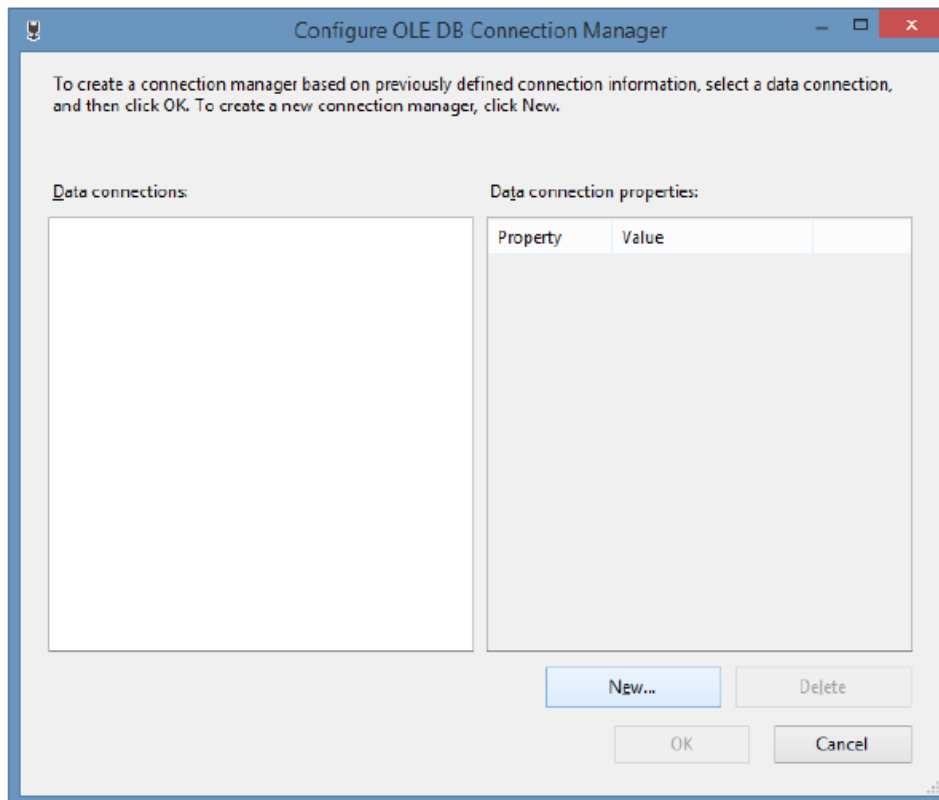 Configure OLE DB Connection Manager
To create a connection manager based on previously defined connection information, select a data connection,
and then click OK. To create a new connection manager, click New.
Data connections:
Data connection properties:
Property
Value
New...
Delete
OK
Cancel